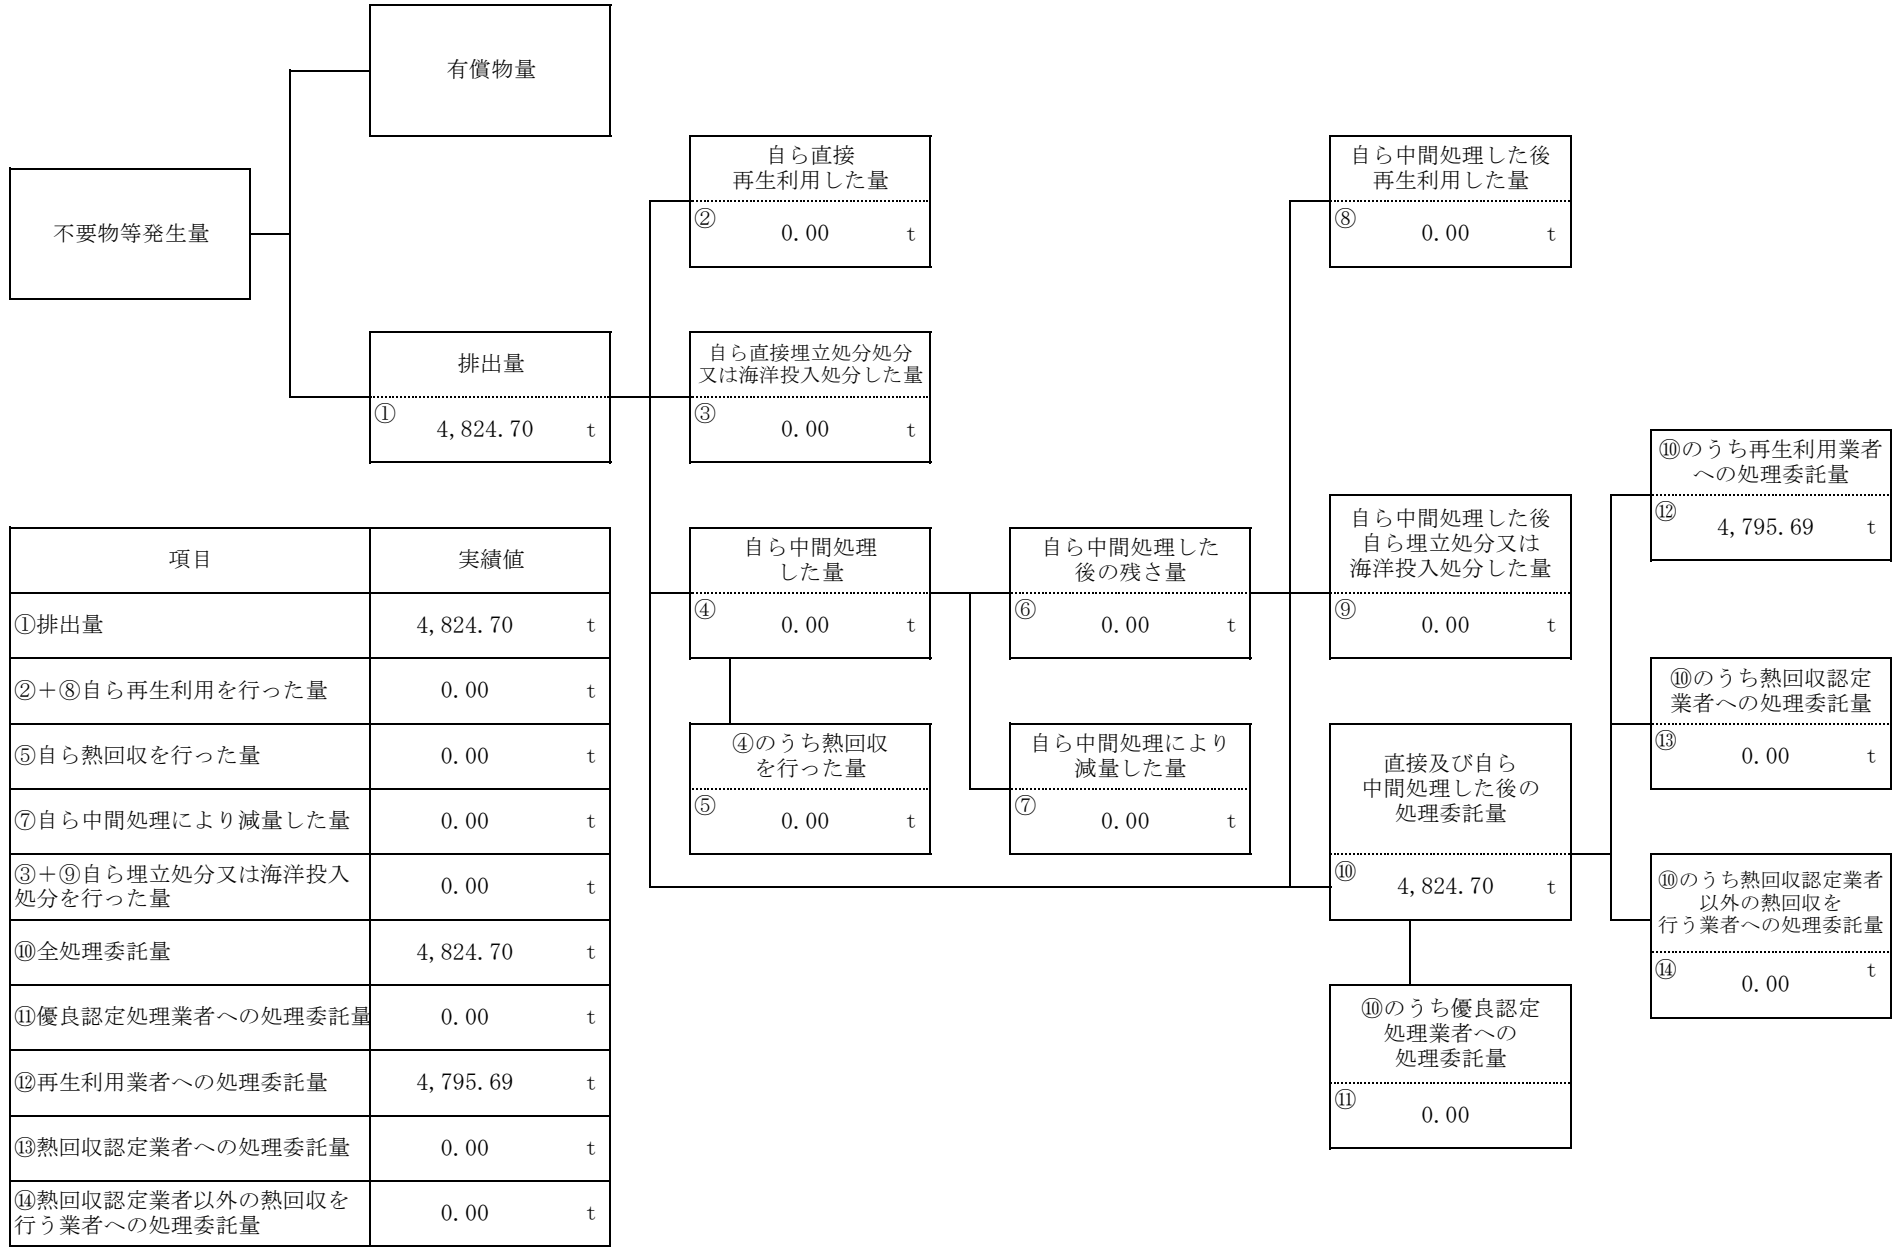 有償物量
不要物等発生量
排出量
①
4,824.70 t
自ら直接
再生利用した量
②
0.00 t
自ら直接埋立処分処分
又は海洋投入処分した量
③
0.00 t
自ら中間処理
した量
④
0.00 t
④のうち熱回収
を行った量
⑤
0.00 t
自ら中間処理した
後の残さ量
⑥
0.00 t
自ら中間処理により
減量した量
⑦
0.00 t
自ら中間処理した後
再生利用した量
⑧
0.00 t
自ら中間処理した後
自ら埋立処分又は
海洋投入処分した量
⑨
0.00 t
直接及び自ら
中間処理した後の
処理委託量
⑩
4,824.70 t
⑩のうち優良認定
処理業者への
処理委託量
⑪
0.00
⑩のうち再生利用業者
への処理委託量
⑫
4,795.69 t
⑩のうち熱回収認定
業者への処理委託量
⑬
0.00 t
⑩のうち熱回収認定業者
以外の熱回収を
行う業者への処理委託量
⑭
0.00 t
項目 実績値
①排出量 4,824.70 t
②＋⑧自ら再生利用を行った量 0.00 t
⑤自ら熱回収を行った量 0.00 t
⑦自ら中間処理により減量した量 0.00 t
③＋⑨自ら埋立処分又は海洋投入
処分を行った量 0.00 t
⑩全処理委託量 4,824.70 t
⑪優良認定処理業者への処理委託量 0.00 t
⑫再生利用業者への処理委託量 4,795.69 t
⑬熱回収認定業者への処理委託量 0.00 t
⑭熱回収認定業者以外の熱回収を
行う業者への処理委託量 0.00 t